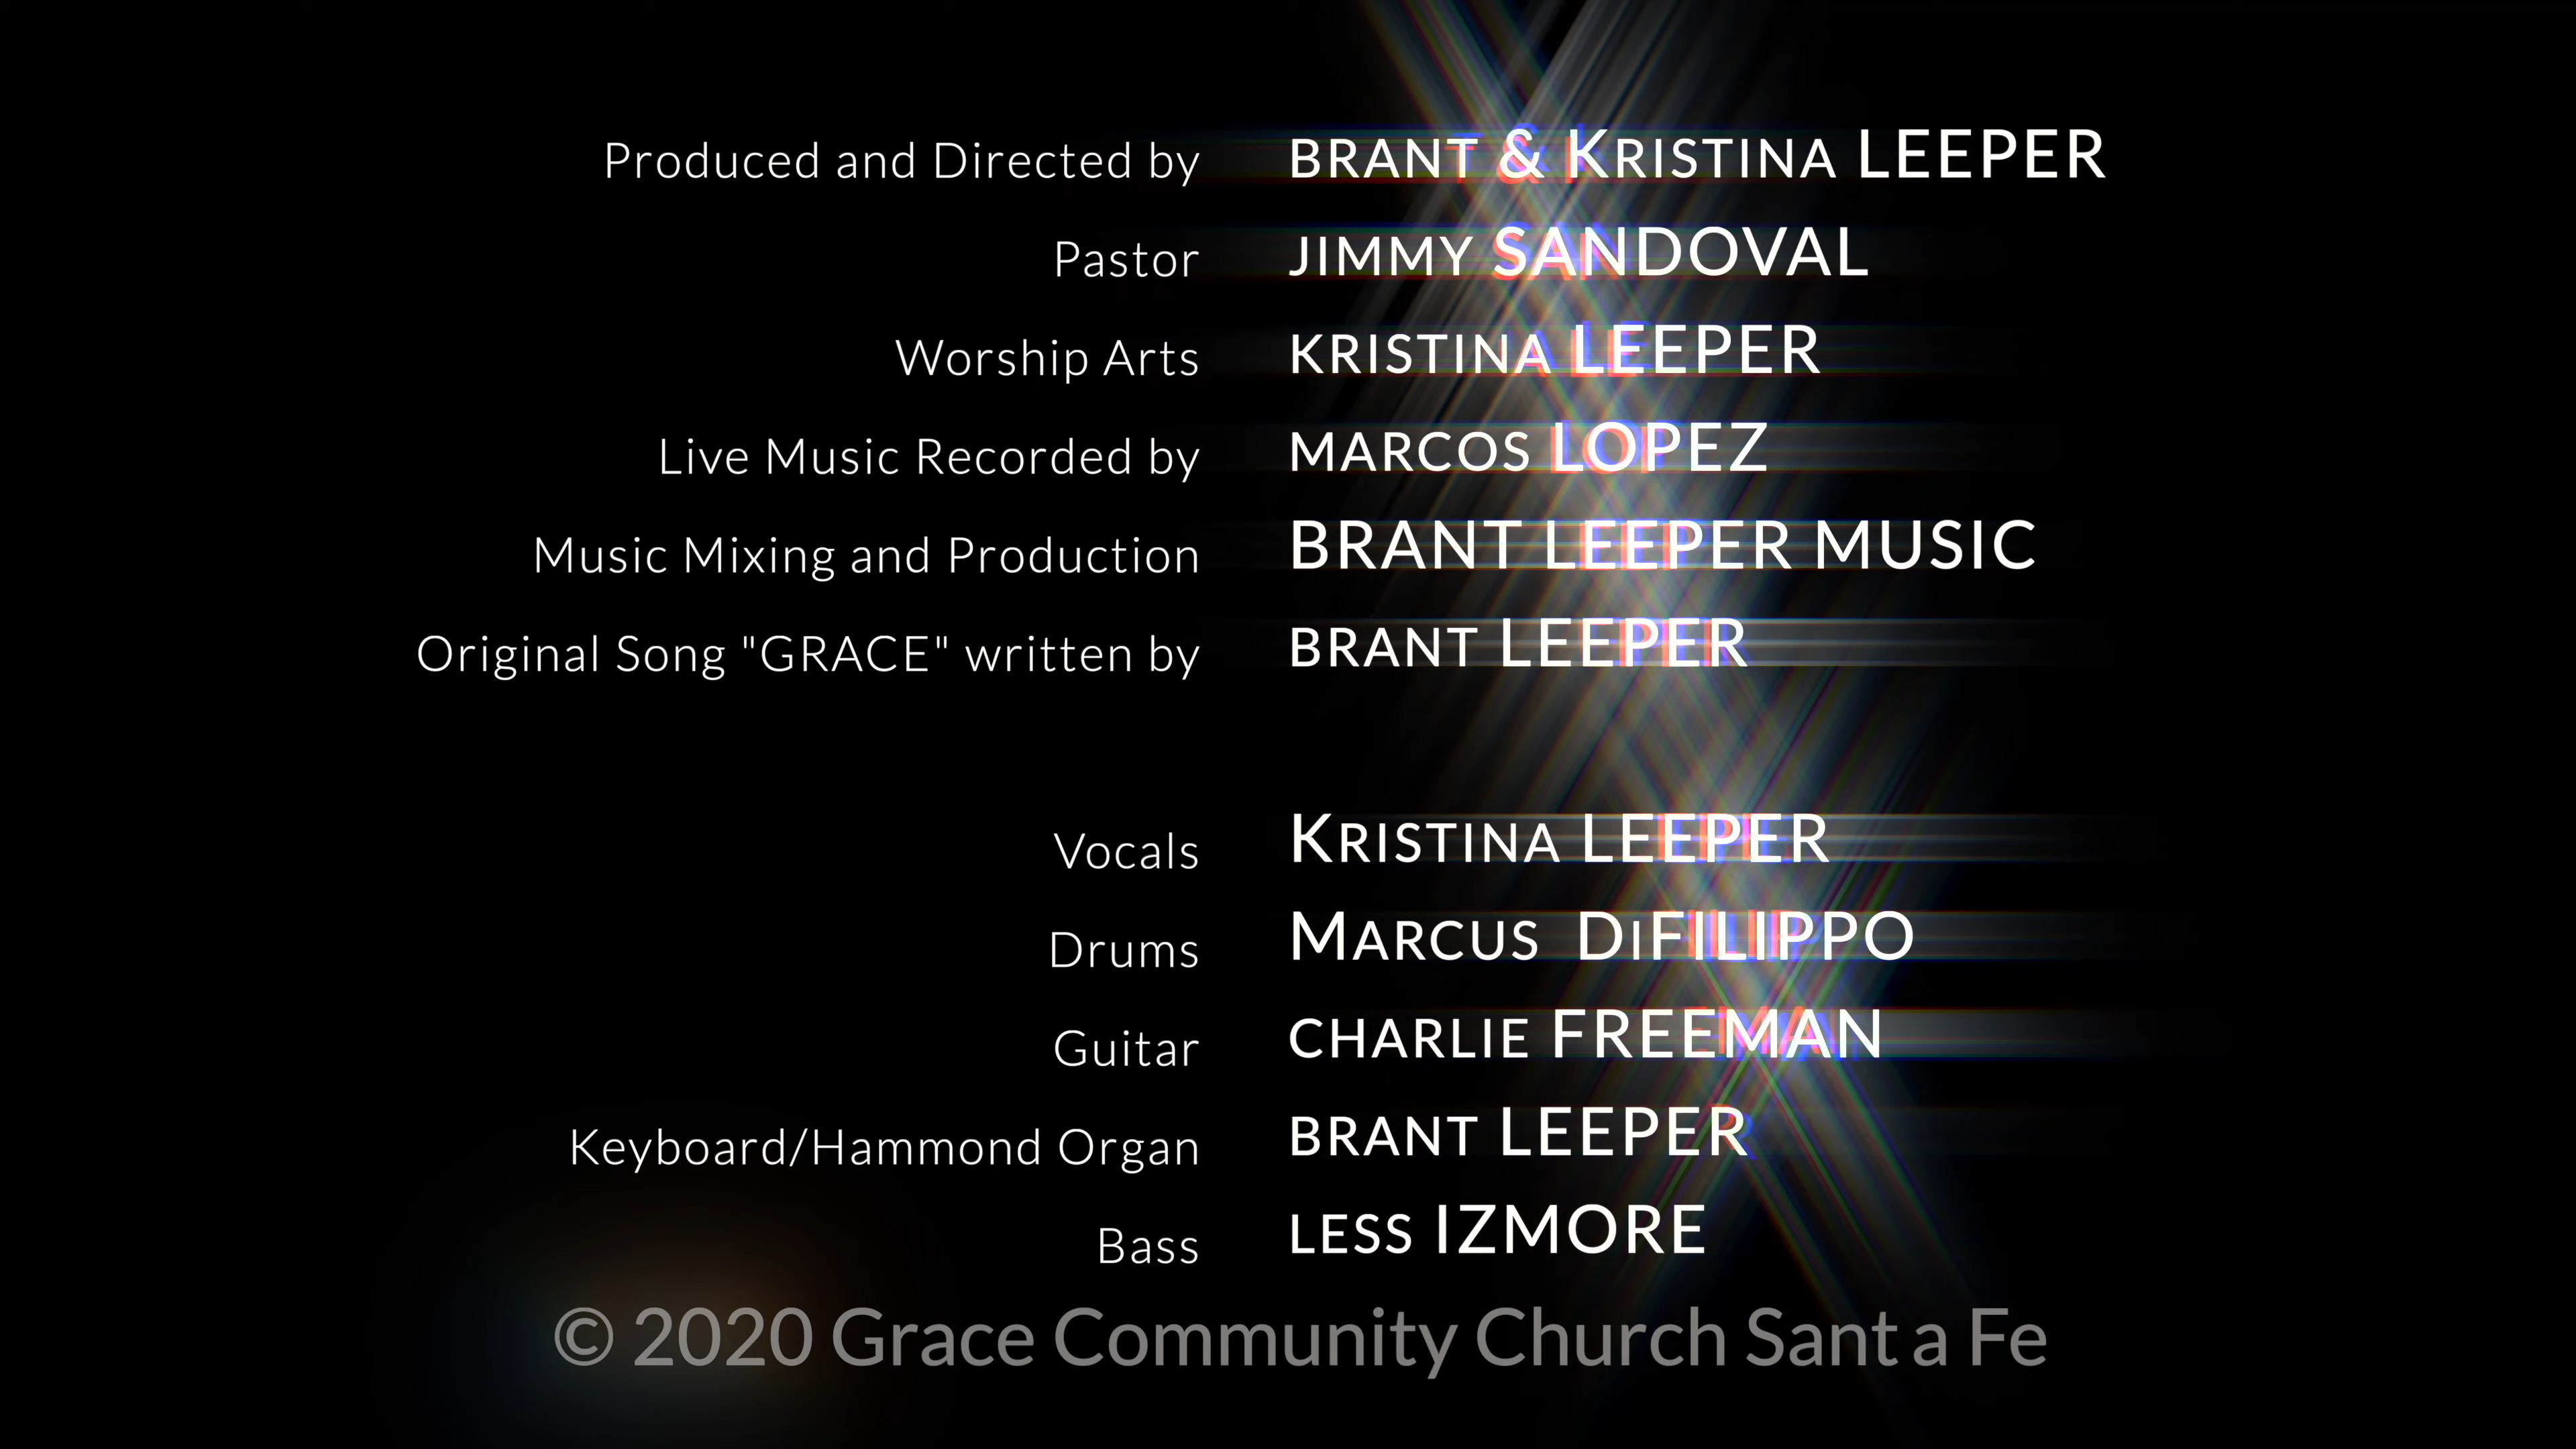 Produced and Directed by BRANT & KRISTINA LEEPER
Pastor JIMMY SANDOVAL
Worship Arts KRISTINA LEEPER
Live Music Recorded by MARCOS LOPEZ
Music Mixing and Production BRANT LEEPER MUSIC
Original Song "GRACE" written by BRANT LEEPER
Vocals KRISTINA LEEPER
Drums MARCUS DiFILIPPO
Guitar CHARLIE FREEMAN
Keyboard/Hammond Organ BRANT LEEPER
Bass LESS IZMORE
© 2020 Grace Community Church Santa Fe